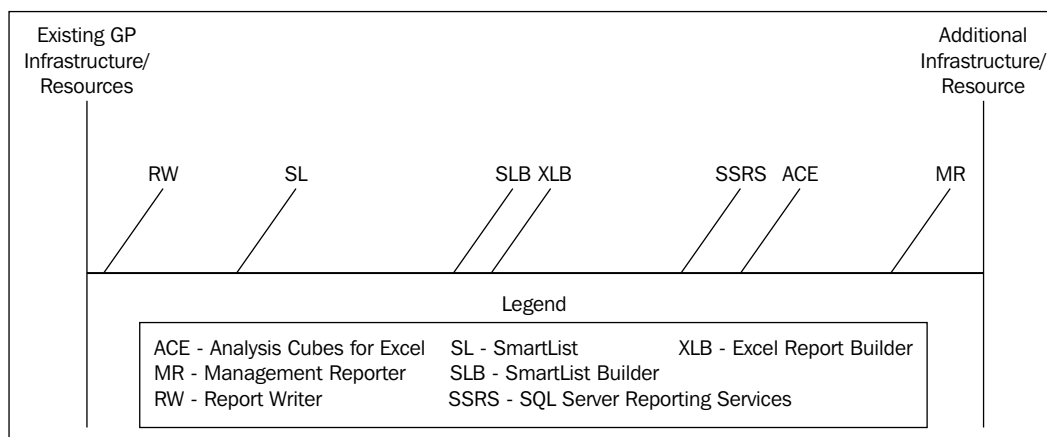 Existing GP
Infrastructure/
Resources
Additional
Infrastructure/
Resource
RW
SL
SLB
XLB
SSRS
ACE
MR
Legend
ACE - Analysis Cubes for Excel
SL - SmartList
XLB - Excel Report Builder
MR - Management Reporter
SLB - SmartList Builder
RW - Report Writer
SSRS - SQL Server Reporting Services